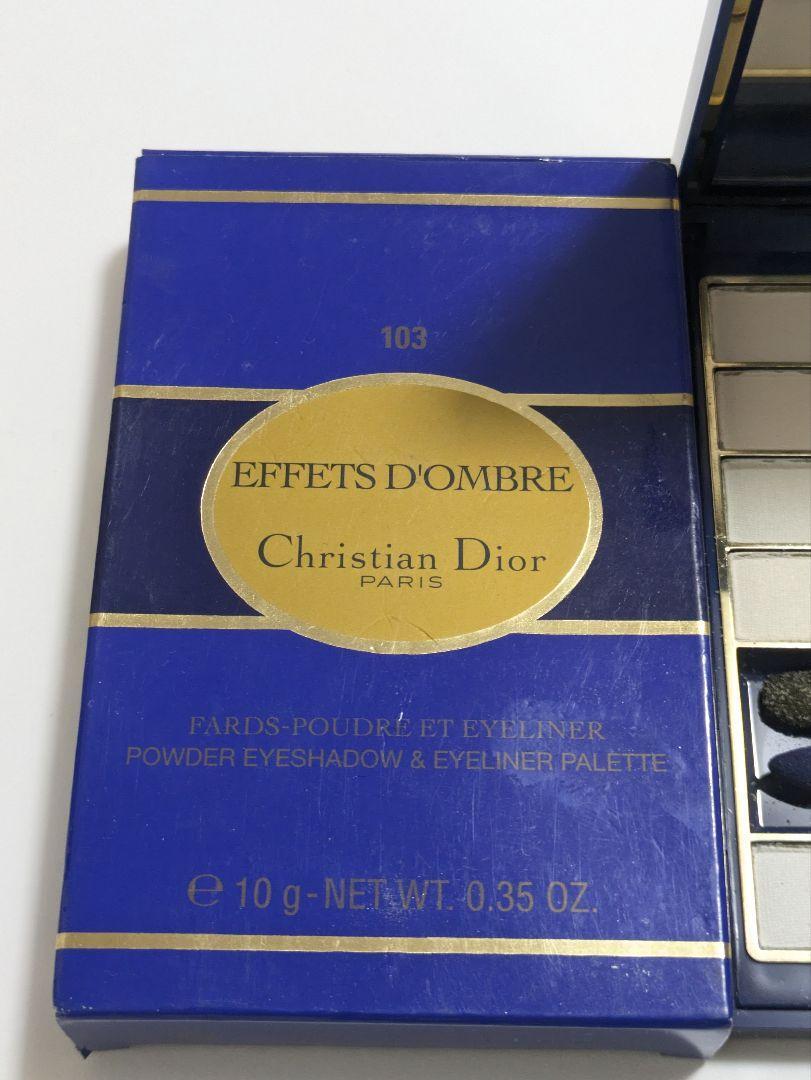 103
EFFETS D'OMBRE
Christian Dior
PARIS
FARDS-POUDRE ET EYELINER
POWDER EYESHADOW & EYELINER PALETTE
℮ 10 g - NET WT. 0.35 OZ.